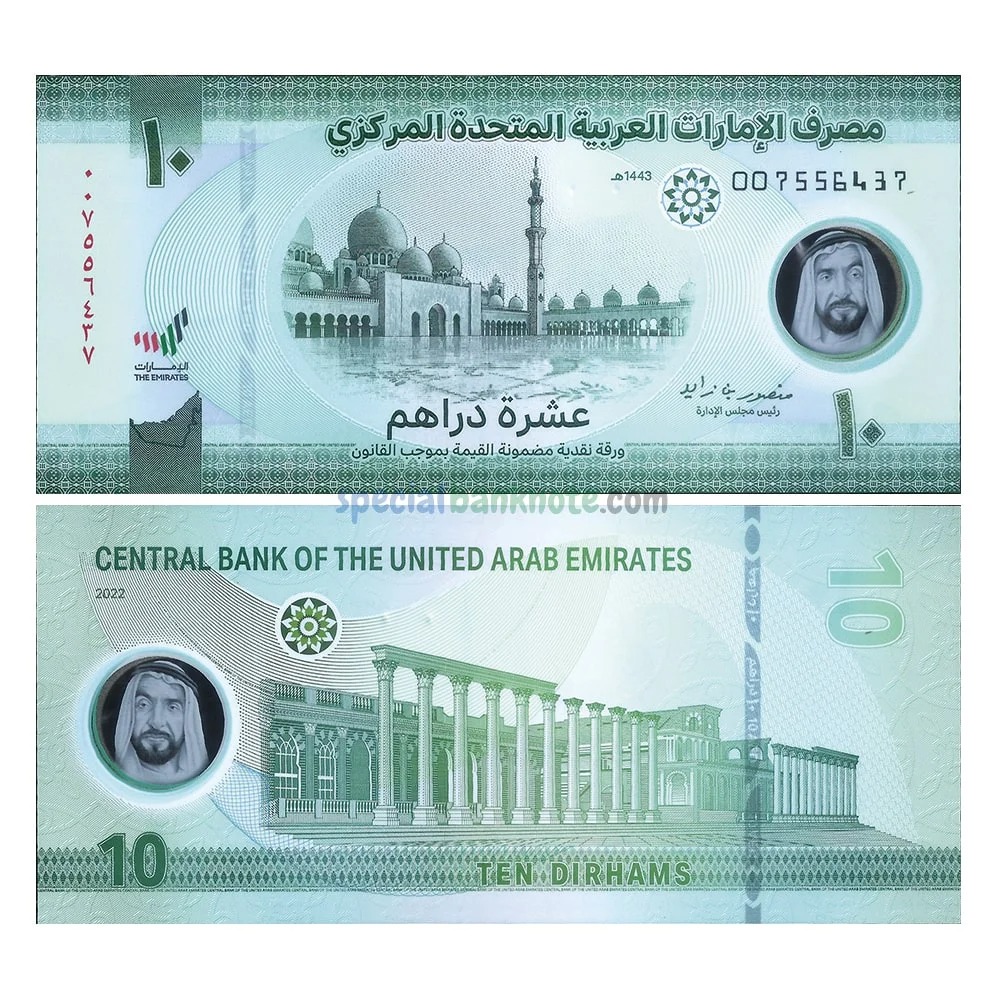 ١٠
مصرف الإمارات العربية المتحدة المركزي
1443هـ
007556437
٠٠٧٥٥٦٤٣٧
الإمارات
THE EMIRATES
منصور بن زايد
رئيس مجلس الإدارة
عشرة دراهم
١٠
ورقة نقدية مضمونة القيمة بموجب القانون
specialbanknote.com
CENTRAL BANK OF THE UNITED ARAB EMIRATES
2022
10
10
TEN DIRHAMS